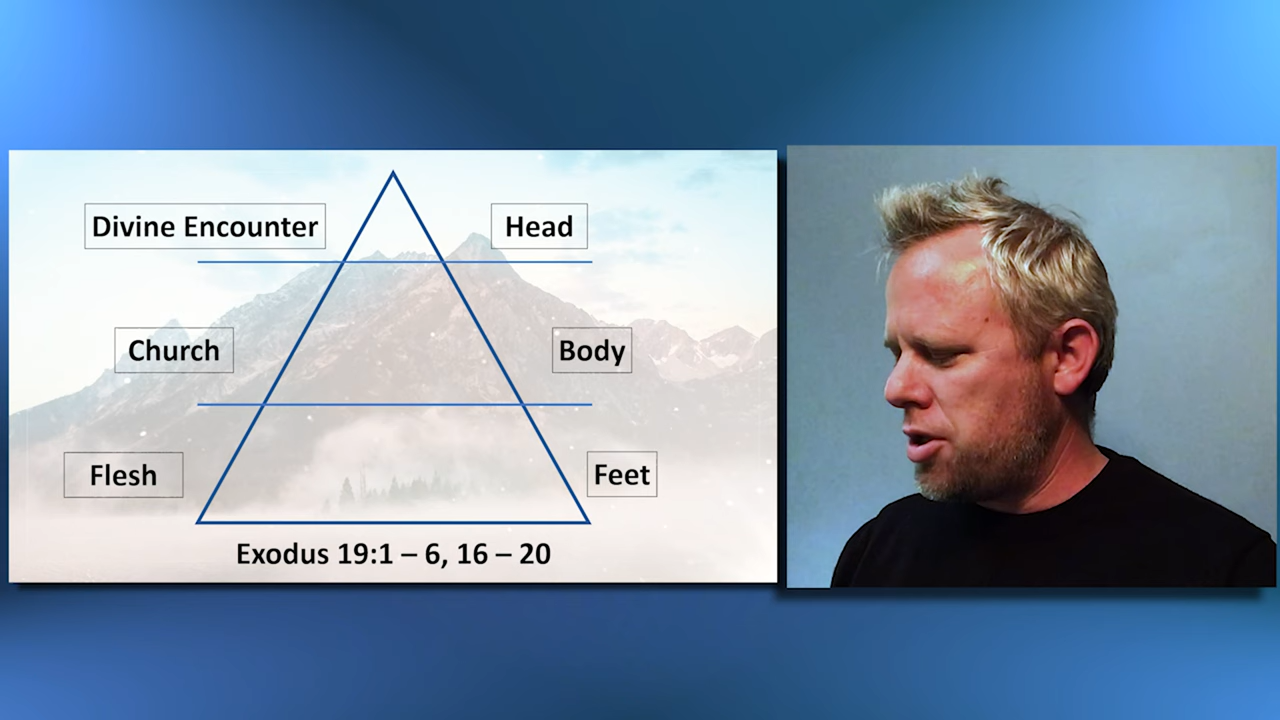 Divine Encounter
Head
Church
Body
Flesh
Feet
Exodus 19:1 – 6, 16 – 20